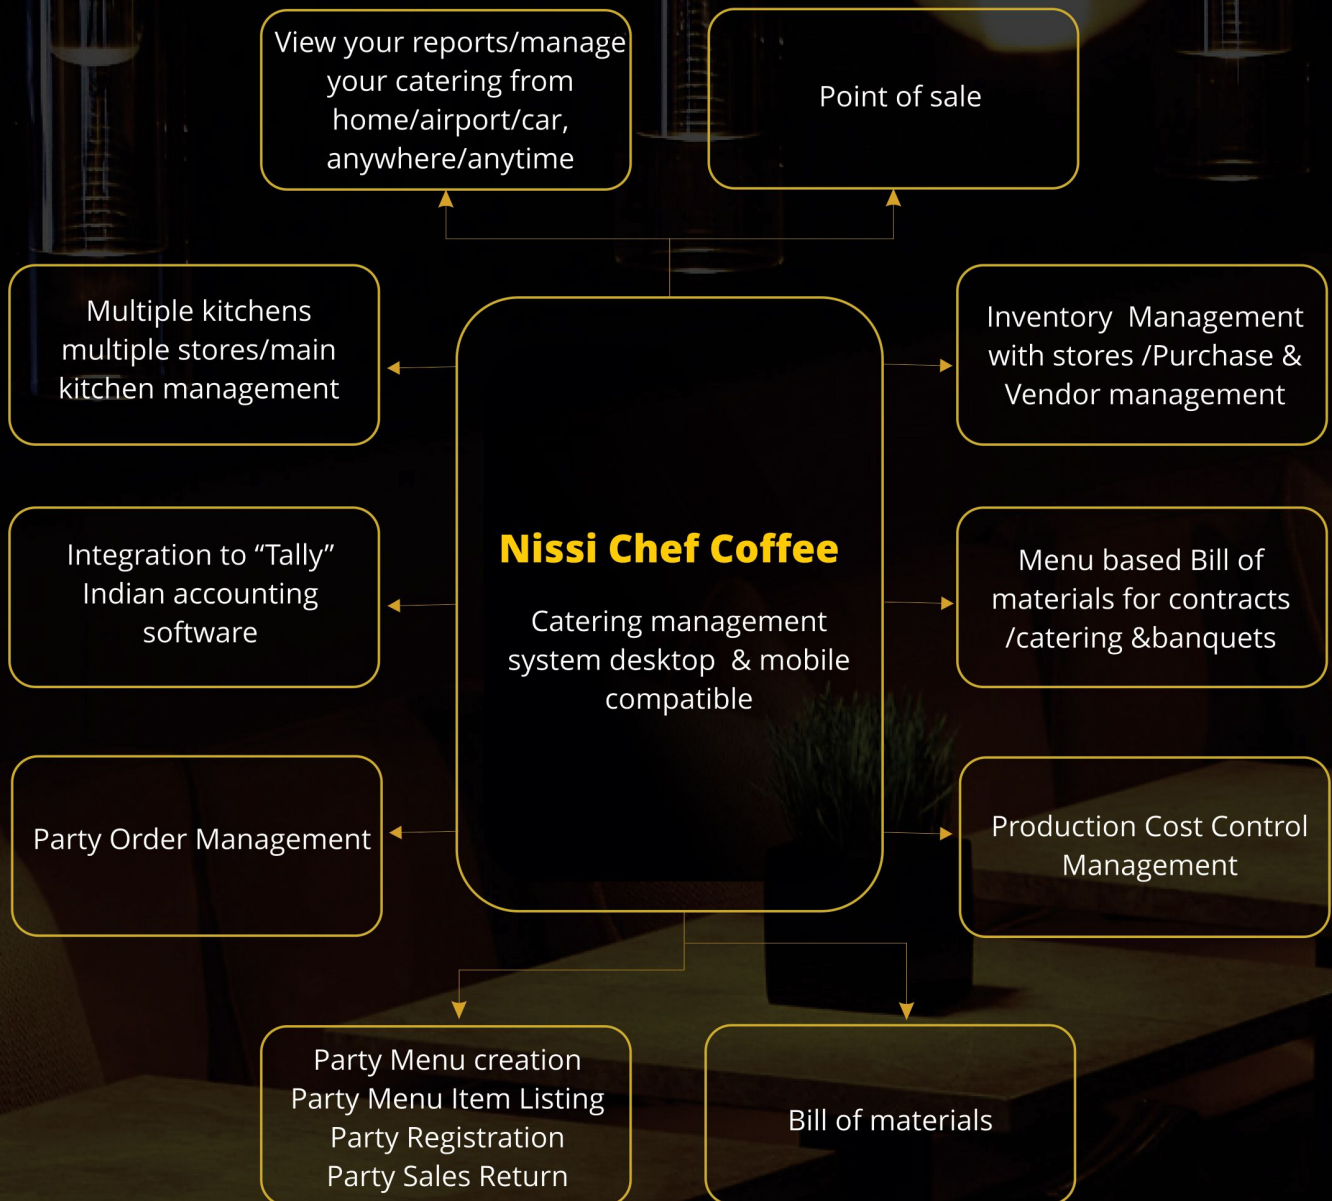 View your reports/manage
your catering from
home/airport/car,
anywhere/anytime
Point of sale
Multiple kitchens
multiple stores/main
kitchen management
Inventory  Management
with stores /Purchase &
Vendor management
Integration to “Tally”
Indian accounting
software
Nissi Chef Coffee
Catering management
system desktop  & mobile
compatible
Menu based Bill of
materials for contracts
/catering &banquets
Party Order Management
Production Cost Control
Management
Party Menu creation
Party Menu Item Listing
Party Registration
Party Sales Return
Bill of materials